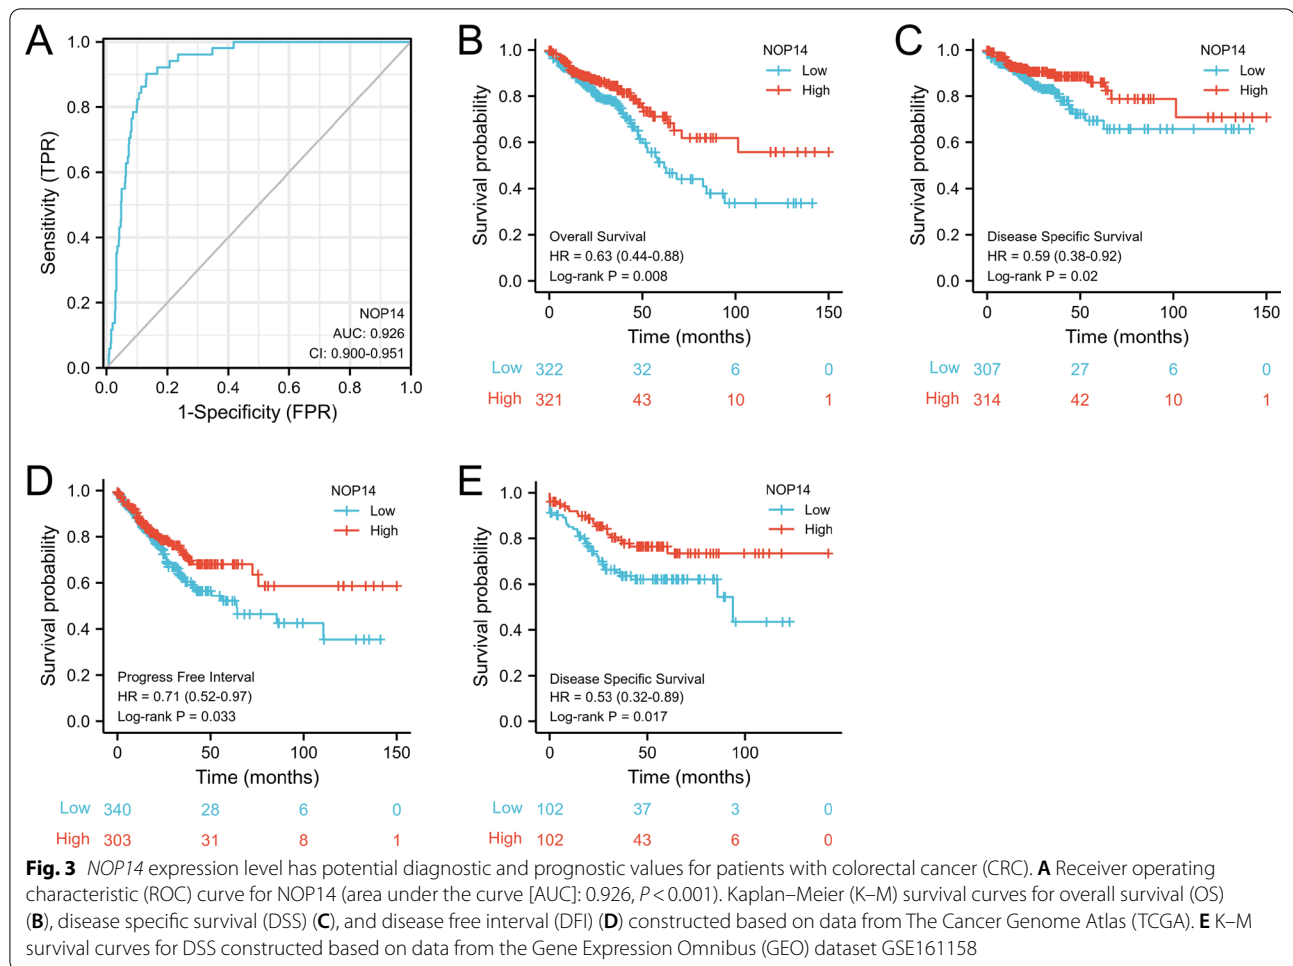 A
1.0
0.8
0.6
0.4
0.2
0.0
Sensitivity (TPR)
NOP14
AUC: 0.926
CI: 0.900-0.951
0.0 0.2 0.4 0.6 0.8 1.0
1-Specificity (FPR)
B
NOP14
Low
High
1.0
0.8
0.6
0.4
0.2
0.0
Survival probability
Overall Survival
HR = 0.63 (0.44-0.88)
Log-rank P = 0.008
0 50 100 150
Time (months)
Low 322 32 6 0
High 321 43 10 1
C
NOP14
Low
High
1.0
0.8
0.6
0.4
0.2
0.0
Survival probability
Disease Specific Survival
HR = 0.59 (0.38-0.92)
Log-rank P = 0.02
0 50 100 150
Time (months)
Low 307 27 6 0
High 314 42 10 1
D
NOP14
Low
High
1.0
0.8
0.6
0.4
0.2
0.0
Survival probability
Progress Free Interval
HR = 0.71 (0.52-0.97)
Log-rank P = 0.033
0 50 100 150
Time (months)
Low 340 28 6 0
High 303 31 8 1
E
NOP14
Low
High
1.0
0.8
0.6
0.4
0.2
0.0
Survival probability
Disease Specific Survival
HR = 0.53 (0.32-0.89)
Log-rank P = 0.017
0 50 100
Time (months)
Low 102 37 3 0
High 102 43 6 0
Fig. 3 NOP14 expression level has potential diagnostic and prognostic values for patients with colorectal cancer (CRC). A Receiver operating
characteristic (ROC) curve for NOP14 (area under the curve [AUC]: 0.926, P < 0.001). Kaplan–Meier (K–M) survival curves for overall survival (OS)
(B), disease specific survival (DSS) (C), and disease free interval (DFI) (D) constructed based on data from The Cancer Genome Atlas (TCGA). E K–M
survival curves for DSS constructed based on data from the Gene Expression Omnibus (GEO) dataset GSE161158